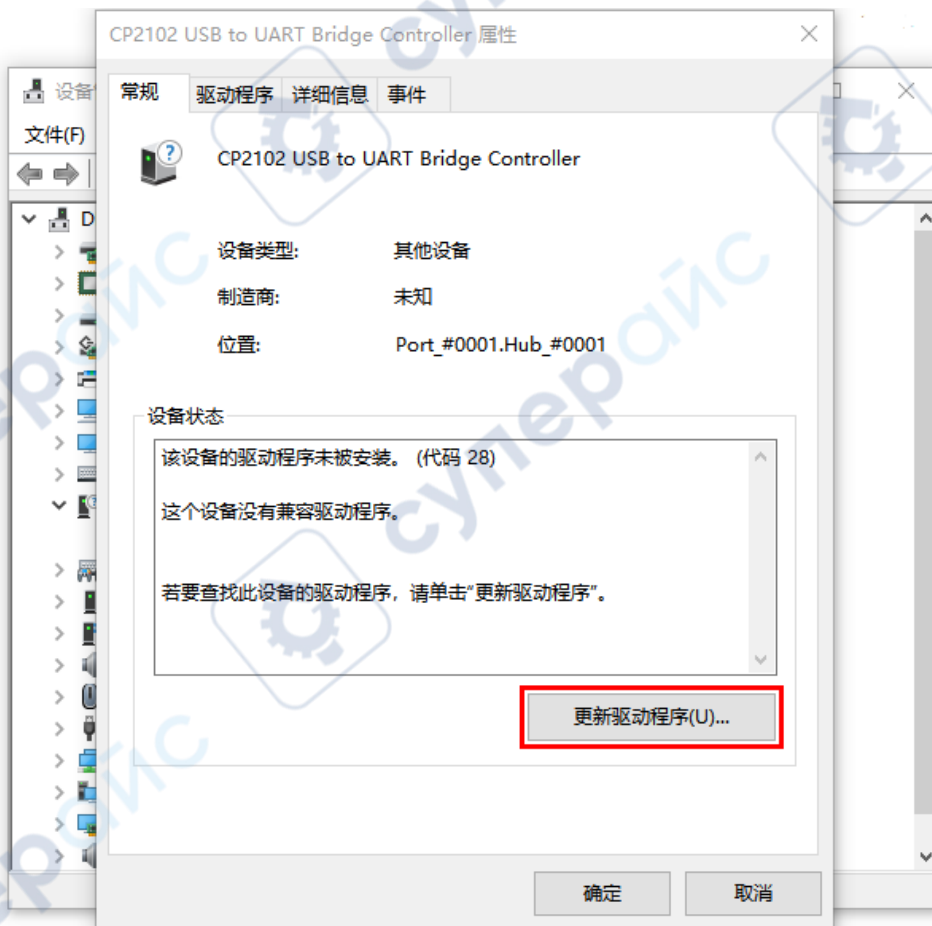 CP2102 USB to UART Bridge Controller 属性
设备
常规
驱动程序
详细信息
事件
文件(F)
CP2102 USB to UART Bridge Controller
D
设备类型:
其他设备
制造商:
未知
位置:
Port_#0001.Hub_#0001
设备状态
该设备的驱动程序未被安装。 (代码 28)
这个设备没有兼容驱动程序。
若要查找此设备的驱动程序，请单击“更新驱动程序”。
更新驱动程序(U)...
确定
取消
суперайс